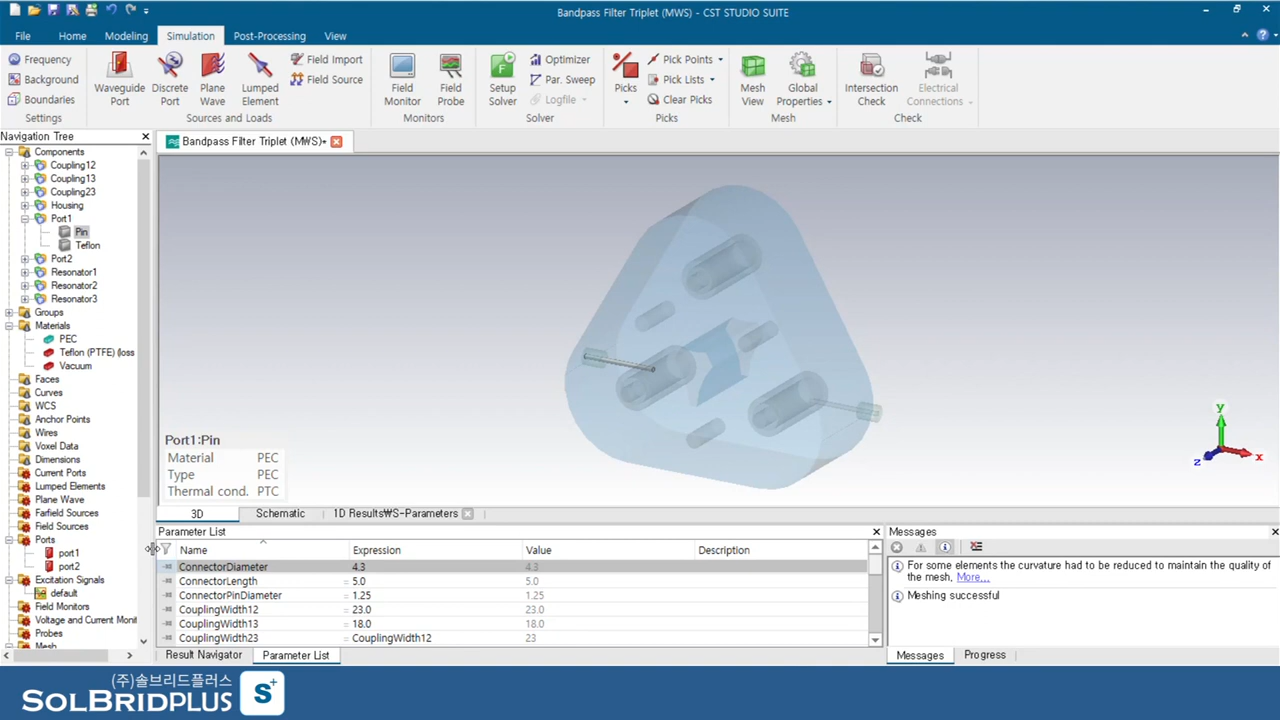 Bandpass Filter Triplet (MWS) - CST STUDIO SUITE
File
Home
Modeling
Simulation
Post-Processing
View
Frequency
Background
Boundaries
Settings
Waveguide Port
Discrete Port
Plane Wave
Lumped Element
Field Import
Field Source
Sources and Loads
Field Monitor
Field Probe
Monitors
Setup Solver
Optimizer
Par. Sweep
Logfile
Solver
Picks
Pick Points
Pick Lists
Clear Picks
Picks
Mesh View
Global Properties
Mesh
Intersection Check
Electrical Connections
Check
Navigation Tree
Bandpass Filter Triplet (MWS)*
Components
Coupling12
Coupling13
Coupling23
Housing
Port1
Pin
Teflon
Port2
Resonator1
Resonator2
Resonator3
Groups
Materials
PEC
Teflon (PTFE) (loss
Vacuum
Faces
Curves
WCS
Anchor Points
Wires
Voxel Data
Dimensions
Current Ports
Lumped Elements
Plane Wave
Farfield Sources
Field Sources
Ports
port1
port2
Excitation Signals
default
Field Monitors
Voltage and Current Monit
Probes
Mesh
Port1:Pin
Material PEC
Type PEC
Thermal cond. PTC
y
x
z
3D
Schematic
1D Results₩S-Parameters
Parameter List
Name Expression Value Description
ConnectorDiameter 4.3 4.3
ConnectorLength = 5.0 5.0
ConnectorPinDiameter = 1.25 1.25
CouplingWidth12 = 23.0 23.0
CouplingWidth13 = 18.0 18.0
CouplingWidth23 = CouplingWidth12 23
Result Navigator
Parameter List
Messages
For some elements the curvature had to be reduced to maintain the quality of
the mesh, More...
Meshing successful
Messages
Progress
(주)솔브리드플러스
SOLBRIDPLUS
S+